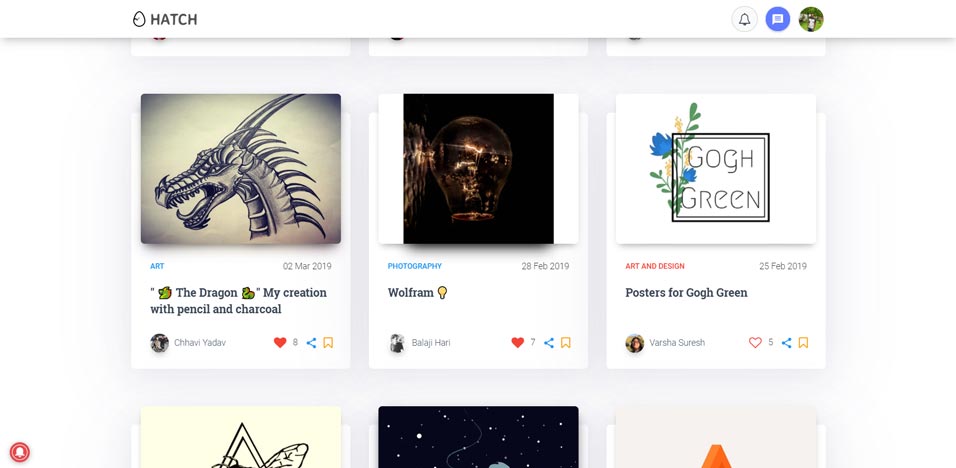 HATCH
GOGH
GREEN
ART 02 Mar 2019
PHOTOGRAPHY 28 Feb 2019
ART AND DESIGN 25 Feb 2019
" 🐉 The Dragon 🐉" My creation
with pencil and charcoal
Wolfram 💡
Posters for Gogh Green
Chhavi Yadav 8
Balaji Hari 7
Varsha Suresh 5